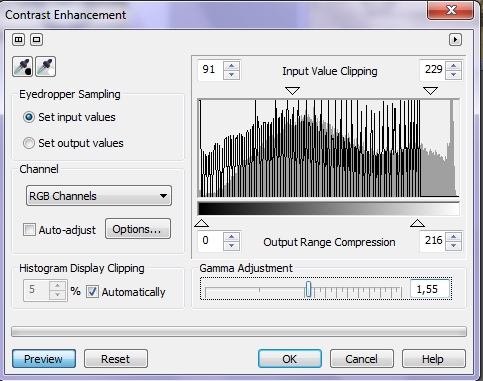 Contrast Enhancement
91 Input Value Clipping 229
Eyedropper Sampling
Set input values
Set output values
Channel
RGB Channels
Auto-adjust Options...
0 Output Range Compression 216
Histogram Display Clipping Gamma Adjustment
5 % Automatically 1,55
Preview Reset OK Cancel Help